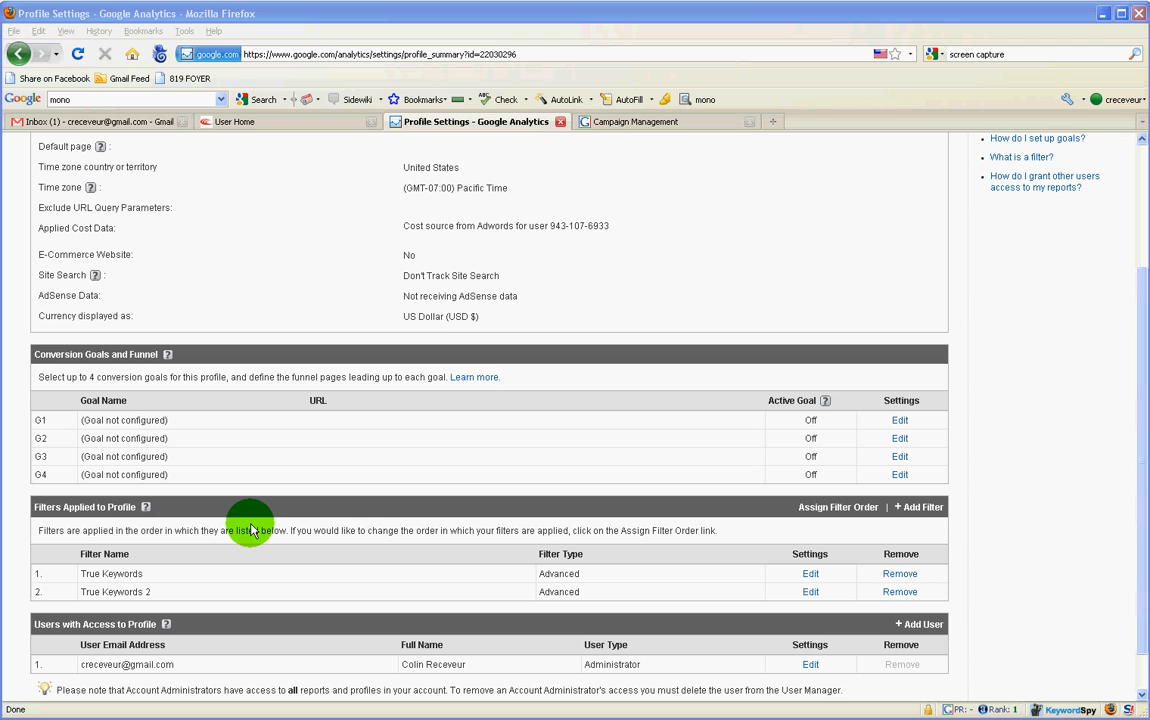 Profile Settings - Google Analytics - Mozilla Firefox
File Edit View History Bookmarks Tools Help
google.com https://www.google.com/analytics/settings/profile_summary?id=22030296 screen capture
Share on Facebook Gmail Feed 819 FOYER
Google mono Search Sidewiki Bookmarks Check AutoLink AutoFill mono creceveur
Inbox (1) - creceveur@gmail.com - Gmail User Home Profile Settings - Google Analytics Campaign Management
Default page ? :
How do I set up goals?
Time zone country or territory United States
What is a filter?
Time zone ? : (GMT-07:00) Pacific Time
How do I grant other users
access to my reports?
Exclude URL Query Parameters:
Applied Cost Data: Cost source from Adwords for user 943-107-6933
E-Commerce Website: No
Site Search ? : Don't Track Site Search
AdSense Data: Not receiving AdSense data
Currency displayed as: US Dollar (USD $)
Conversion Goals and Funnel ?
Select up to 4 conversion goals for this profile, and define the funnel pages leading up to each goal. Learn more.
Goal Name URL Active Goal ? Settings
G1 (Goal not configured) Off Edit
G2 (Goal not configured) Off Edit
G3 (Goal not configured) Off Edit
G4 (Goal not configured) Off Edit
Filters Applied to Profile ? Assign Filter Order | + Add Filter
Filters are applied in the order in which they are listed below. If you would like to change the order in which your filters are applied, click on the Assign Filter Order link.
Filter Name Filter Type Settings Remove
1. True Keywords Advanced Edit Remove
2. True Keywords 2 Advanced Edit Remove
Users with Access to Profile ? + Add User
User Email Address Full Name User Type Settings Remove
1. creceveur@gmail.com Colin Receveur Administrator Edit Remove
Please note that Account Administrators have access to all reports and profiles in your account. To remove an Account Administrator's access you must delete the user from the User Manager.
Done PR: - Rank: 1 KeywordSpy